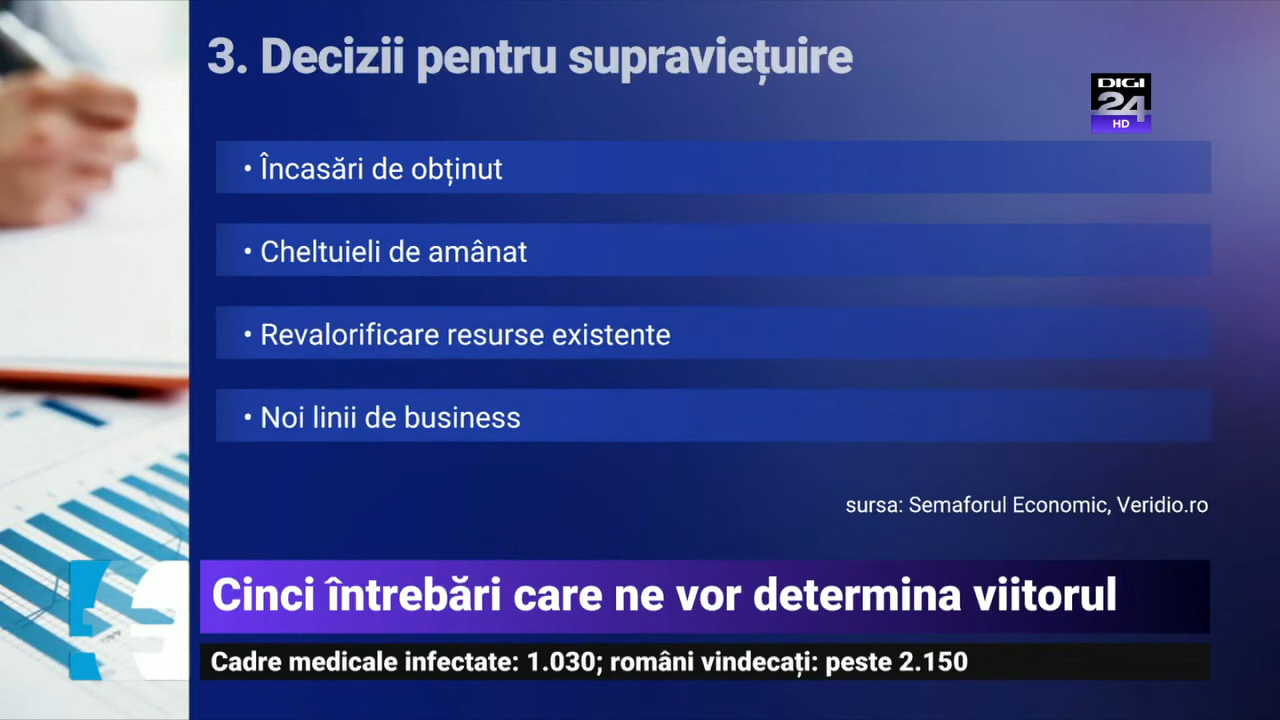 3. Decizii pentru supraviețuire
DIGI
24
HD
• Încasări de obținut
• Cheltuieli de amânat
• Revalorificare resurse existente
• Noi linii de business
sursa: Semaforul Economic, Veridio.ro
Cinci întrebări care ne vor determina viitorul
Cadre medicale infectate: 1.030; români vindecați: peste 2.150